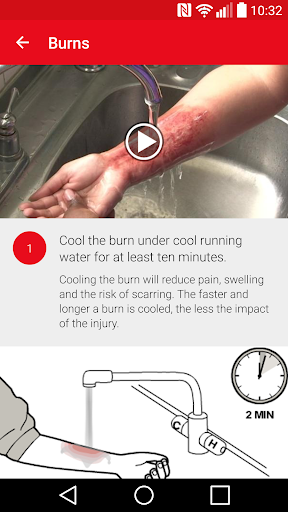 10:32
Burns
1
Cool the burn under cool running
water for at least ten minutes.
Cooling the burn will reduce pain, swelling
and the risk of scarring. The faster and
longer a burn is cooled, the less the impact
of the injury.
2 MIN
C
H